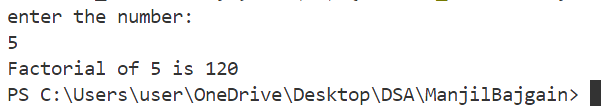 enter the number:
5
Factorial of 5 is 120
PS C:\Users\user\OneDrive\Desktop\DSA\ManjilBajgain>